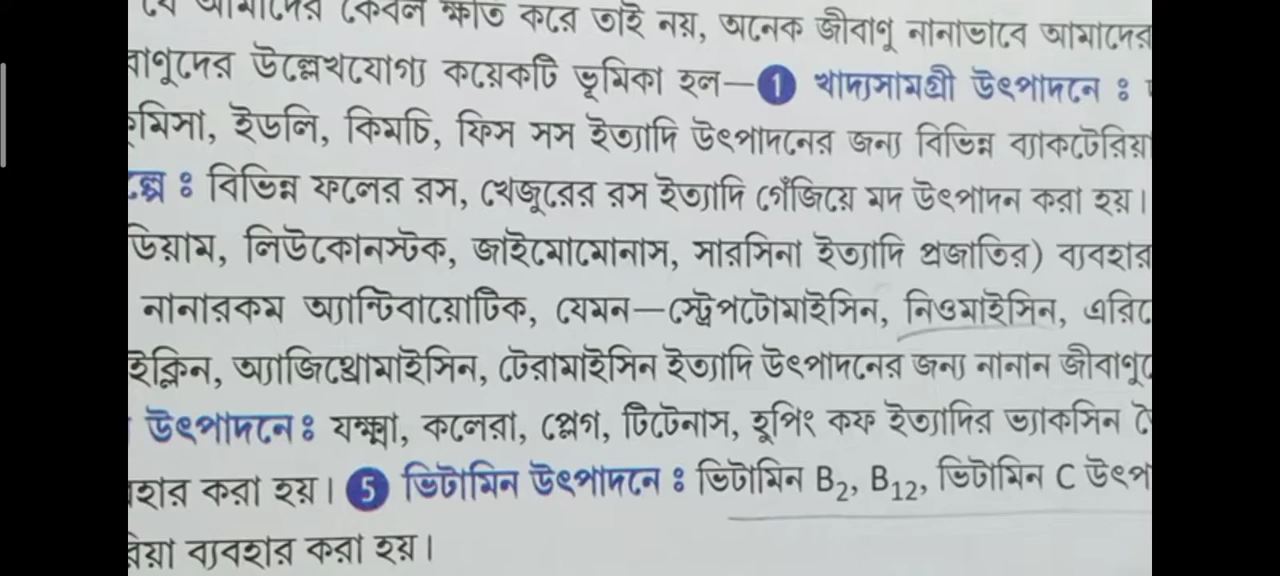 আমাদের কেবল ক্ষতি করে তাই নয়, অনেক জীবাণু নানাভাবে আমাদের
বাণুদের উল্লেখযোগ্য কয়েকটি ভূমিকা হল— 1 খাদ্যসামগ্রী উৎপাদনে :
মিসা, ইডলি, কিমচি, ফিস সস ইত্যাদি উৎপাদনের জন্য বিভিন্ন ব্যাকটেরিয়া
ল্পে : বিভিন্ন ফলের রস, খেজুরের রস ইত্যাদি গেঁজিয়ে মদ উৎপাদন করা হয়।
ডিয়াম, লিউকোনস্টক, জাইমোমোনাস, সারসিনা ইত্যাদি প্রজাতির) ব্যবহার
নানারকম অ্যান্টিবায়োটিক, যেমন—স্ট্রেপটোমাইসিন, নিওমাইসিন, এরি
ইক্লিন, অ্যাজিথ্রোমাইসিন, টেরামাইসিন ইত্যাদি উৎপাদনের জন্য নানান জীবাণু
উৎপাদনে : যক্ষ্মা, কলেরা, প্লেগ, টিটেনাস, হুপিং কফ ইত্যাদির ভ্যাকসিন
হার করা হয়। 5 ভিটামিন উৎপাদনে : ভিটামিন B₂, B₁₂, ভিটামিন C উৎপ
রিয়া ব্যবহার করা হয়।